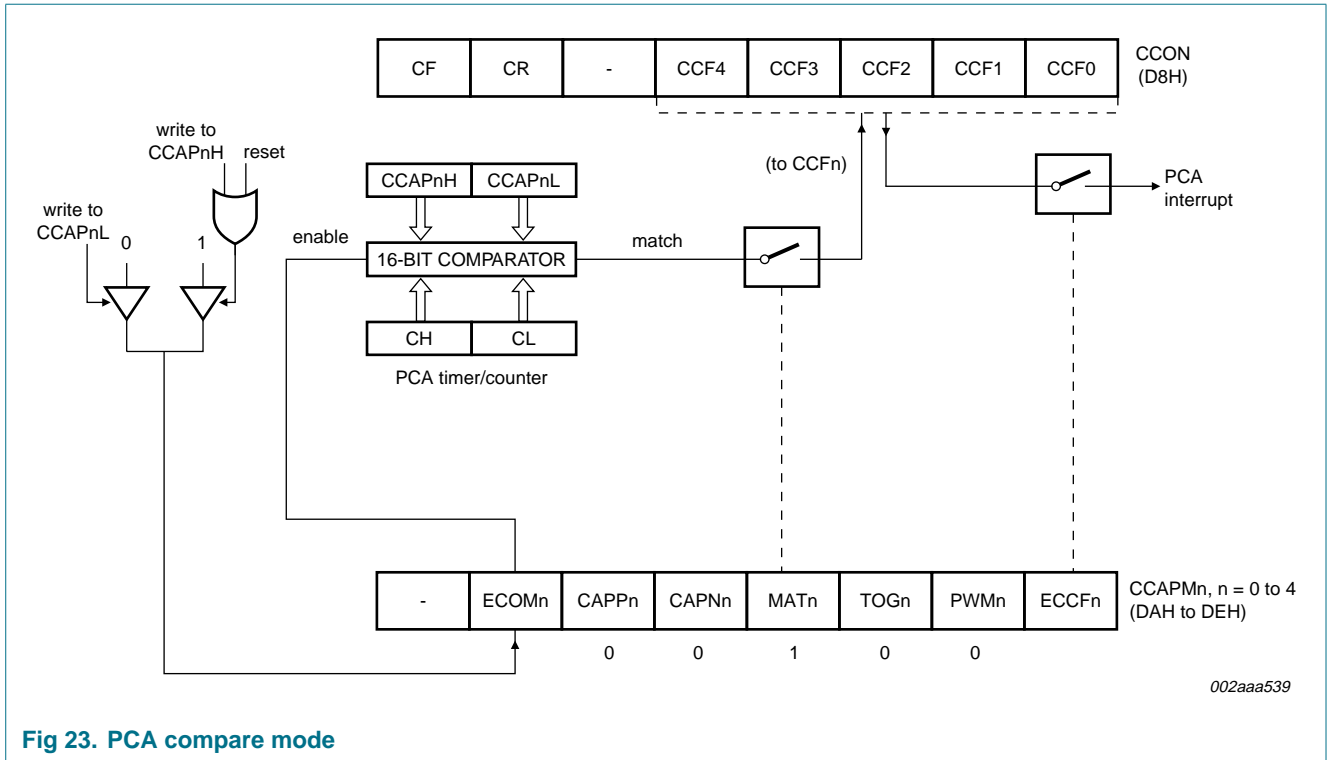 CF CR - CCF4 CCF3 CCF2 CCF1 CCF0
CCON
(D8H)
write to
CCAPnH
reset
write to
CCAPnL
0
1
enable
CCAPnH CCAPnL
16-BIT COMPARATOR
CH CL
PCA timer/counter
match
(to CCFn)
PCA
interrupt
- ECOMn CAPPn CAPNn MATn TOGn PWMn ECCFn
CCAPMn, n = 0 to 4
(DAH to DEH)
0 0 1 0 0
002aaa539
Fig 23. PCA compare mode